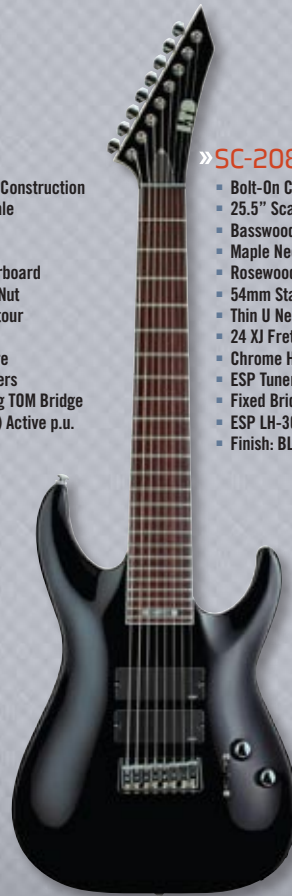 Construction
ale
rboard
Nut
tour
e
ers
g TOM Bridge
) Active p.u.
LTD
»SC-208
Bolt-On C
25.5” Sca
Basswood
Maple Ne
Rosewood
54mm Sta
Thin U Ne
24 XJ Fret
Chrome H
ESP Tuner
Fixed Brid
ESP LH-30
Finish: BL